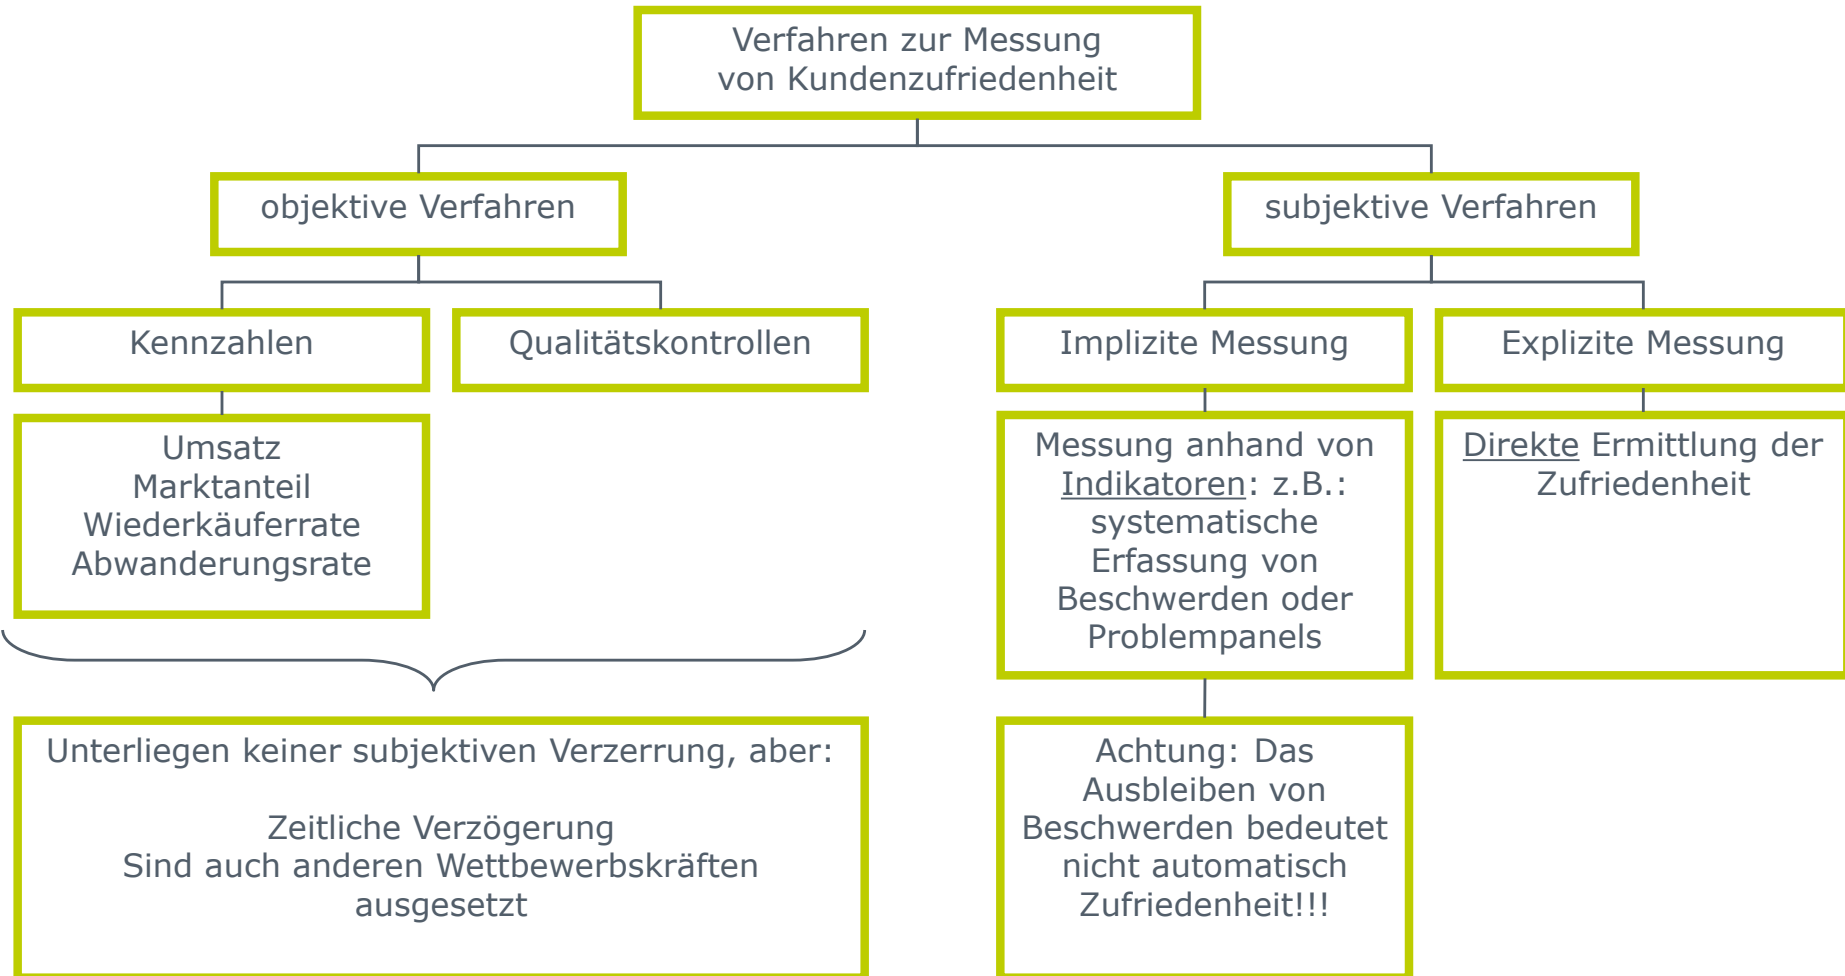 Verfahren zur Messung
von Kundenzufriedenheit
objektive Verfahren
subjektive Verfahren
Kennzahlen
Qualitätskontrollen
Implizite Messung
Explizite Messung
Umsatz
Marktanteil
Wiederkäuferrate
Abwanderungsrate
Messung anhand von
Indikatoren: z.B.:
systematische
Erfassung von
Beschwerden oder
Problempanels
Direkte Ermittlung der
Zufriedenheit
Unterliegen keiner subjektiven Verzerrung, aber:
Zeitliche Verzögerung
Sind auch anderen Wettbewerbskräften
ausgesetzt
Achtung: Das
Ausbleiben von
Beschwerden bedeutet
nicht automatisch
Zufriedenheit!!!